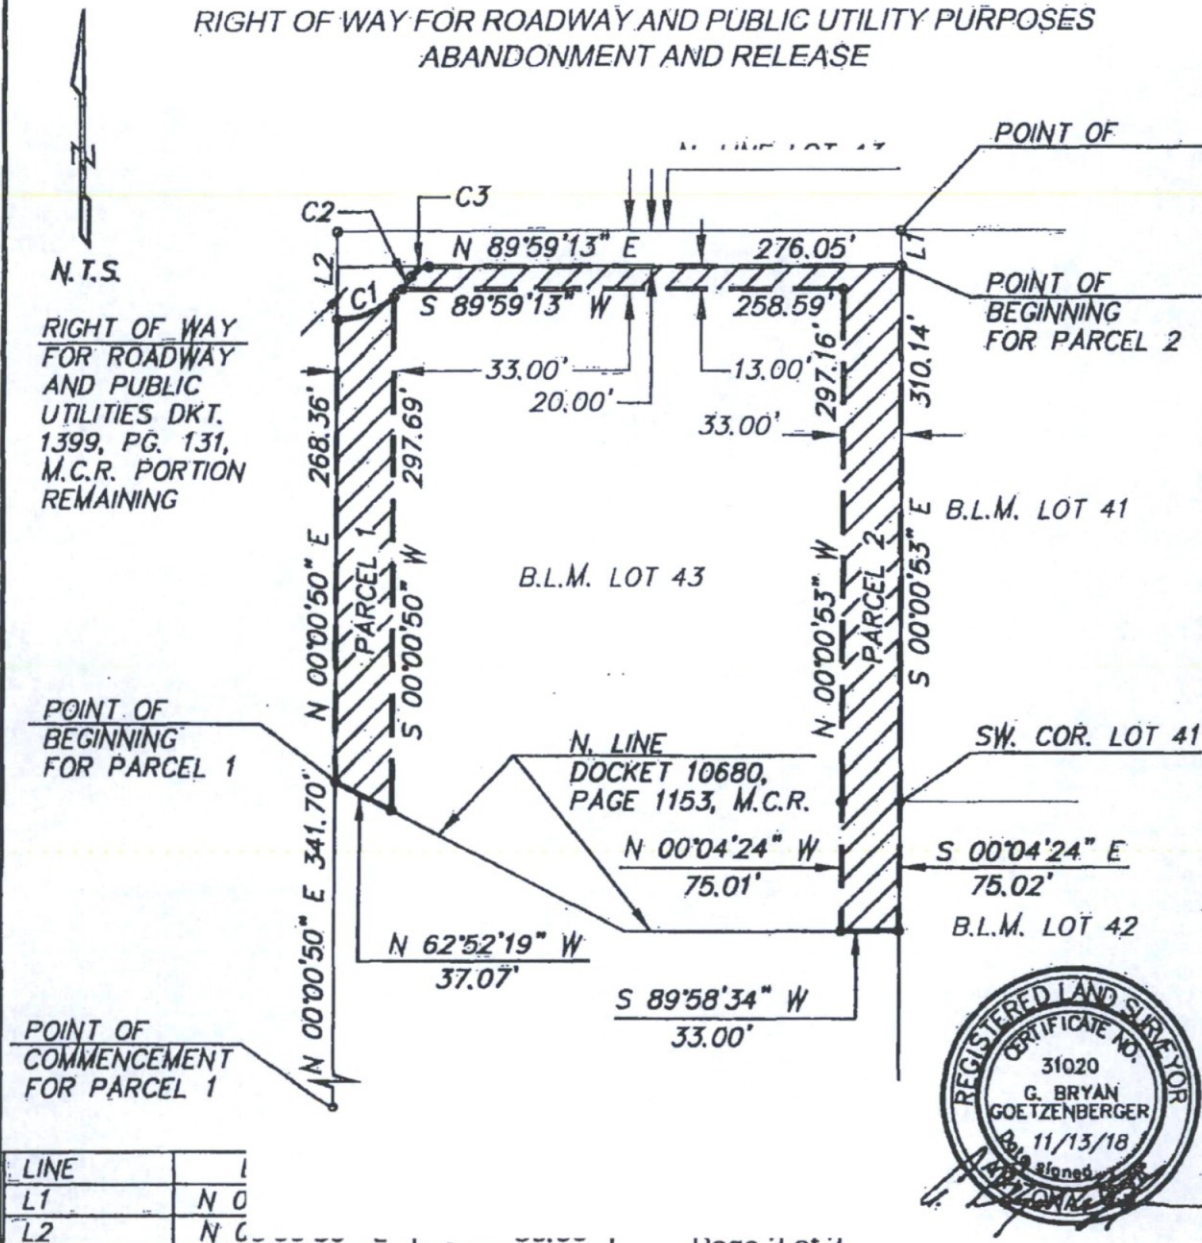 RIGHT OF WAY FOR ROADWAY AND PUBLIC UTILITY PURPOSES
ABANDONMENT AND RELEASE
N
N.T.S.
POINT OF
N. LINE LOT 43
C2
C3
L1
L2
C1
N 89°59'13" E
276.05'
S 89°59'13" W
258.59'
POINT OF
BEGINNING
FOR PARCEL 2
RIGHT OF WAY
FOR ROADWAY
AND PUBLIC
UTILITIES DKT.
1399, PG. 131,
M.C.R. PORTION
REMAINING
33.00'
20.00'
13.00'
33.00'
268.36'
297.69'
297.16'
310.14'
N 00°00'50" E
PARCEL 1
S 00°00'50" W
B.L.M. LOT 43
N 00°00'53" W
PARCEL 2
S 00°00'53" E
B.L.M. LOT 41
POINT OF
BEGINNING
FOR PARCEL 1
N. LINE
DOCKET 10680,
PAGE 1153, M.C.R.
SW. COR. LOT 41
N 00°04'24" W
75.01'
S 00°04'24" E
75.02'
B.L.M. LOT 42
N 00°00'50" E 341.70"
N 62°52'19" W
37.07'
S 89°58'34" W
33.00'
POINT OF
COMMENCEMENT
FOR PARCEL 1
REGISTERED LAND SURVEYOR
CERTIFICATE NO.
31020
G. BRYAN
GOETZENBERGER
11/13/18
Date signed
LINE
L1 N 0
L2 N